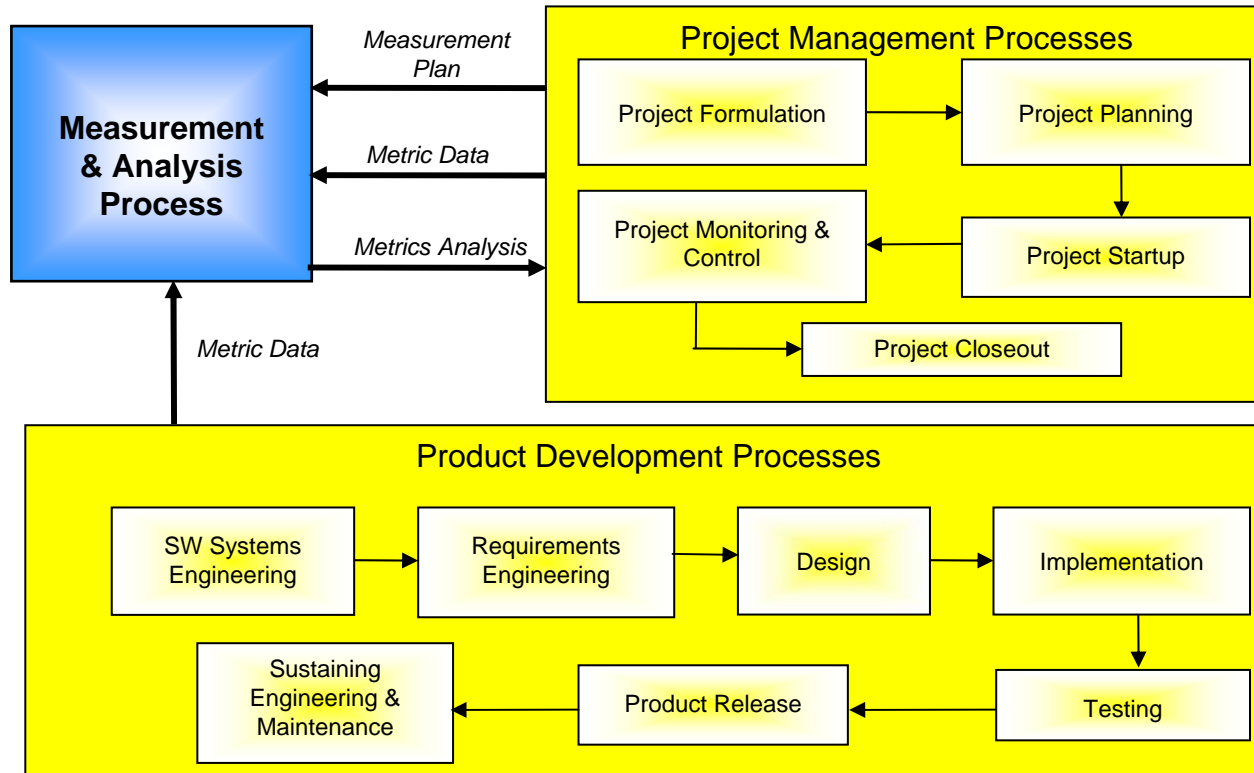 Measurement
& Analysis
Process
Measurement
Plan
Metric Data
Metrics Analysis
Metric Data
Project Management Processes
Project Formulation
Project Planning
Project Monitoring &
Control
Project Startup
Project Closeout
Product Development Processes
SW Systems
Engineering
Requirements
Engineering
Design
Implementation
Sustaining
Engineering &
Maintenance
Product Release
Testing